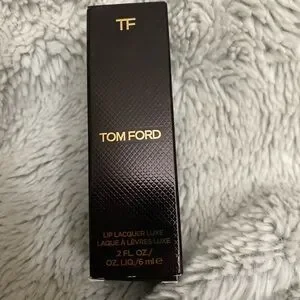 TF
TOM FORD
LIP LACQUER LUXE
LAQUE À LÈVRES LUXE
.2 FL. OZ./
OZ. LIQ./6 ml e